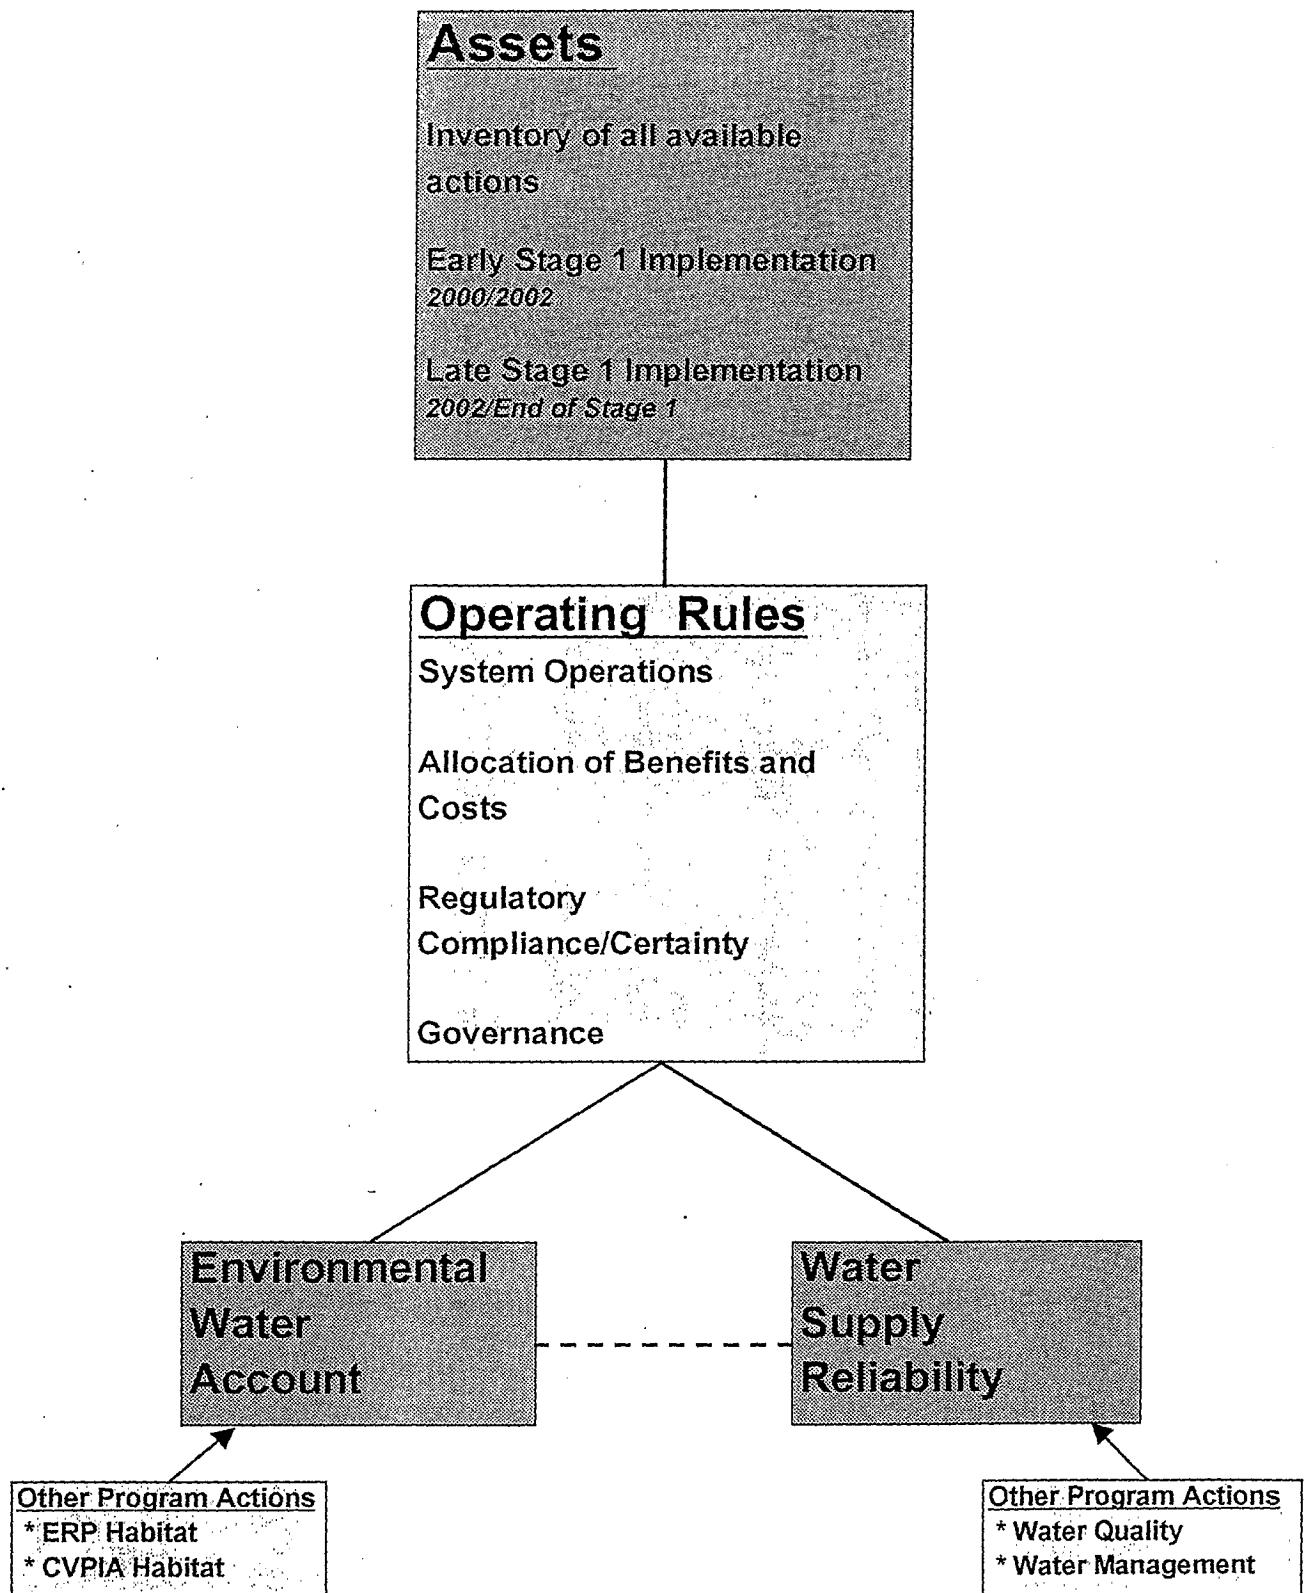 Assets
Inventory of all available
actions
Early Stage 1 Implementation
2000/2002
Late Stage 1 Implementation
2002/End of Stage 1
Operating Rules
System Operations
Allocation of Benefits and
Costs
Regulatory
Compliance/Certainty
Governance
Environmental
Water
Account
Water
Supply
Reliability
Other Program Actions
* ERP Habitat
* CVPIA Habitat
Other Program Actions
* Water Quality
* Water Management